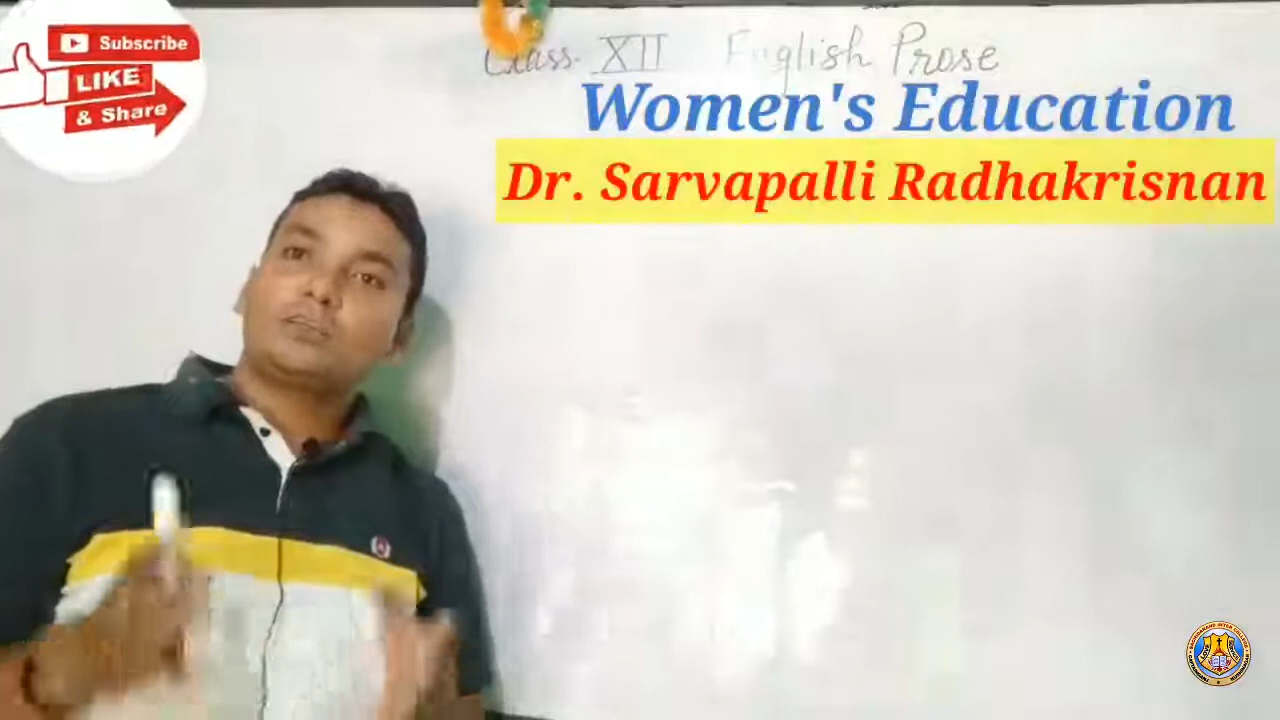 Subscribe
LIKE
& Share
Class. XII English Prose
Women's Education
Dr. Sarvapalli Radhakrisnan